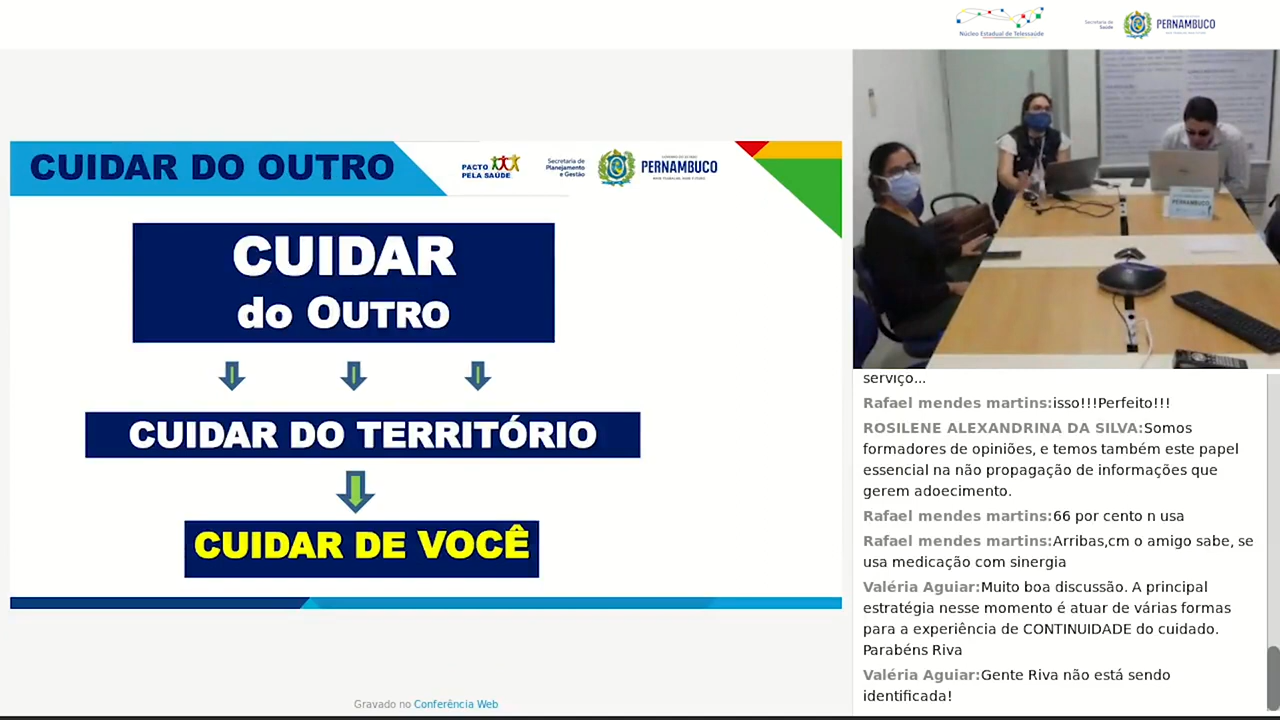 Núcleo Estadual de Telessaúde
Secretaria de
Saúde
PERNAMBUCO
CUIDAR DO OUTRO
PACTO
PELA SAÚDE
Secretaria de
Planejamento
e Gestão
PERNAMBUCO
CUIDAR
do OUTRO
CUIDAR DO TERRITÓRIO
CUIDAR DE VOCÊ
Gravado no Conferência Web
PERNAMBUCO
serviço...
Rafael mendes martins:isso!!!Perfeito!!!
ROSILENE ALEXANDRINA DA SILVA:Somos
formadores de opiniões, e temos também este papel
essencial na não propagação de informações que
gerem adoecimento.
Rafael mendes martins:66 por cento n usa
Rafael mendes martins:Arribas,cm o amigo sabe, se
usa medicação com sinergia
Valéria Aguiar:Muito boa discussão. A principal
estratégia nesse momento é atuar de várias formas
para a experiência de CONTINUIDADE do cuidado.
Parabéns Riva
Valéria Aguiar:Gente Riva não está sendo
identificada!